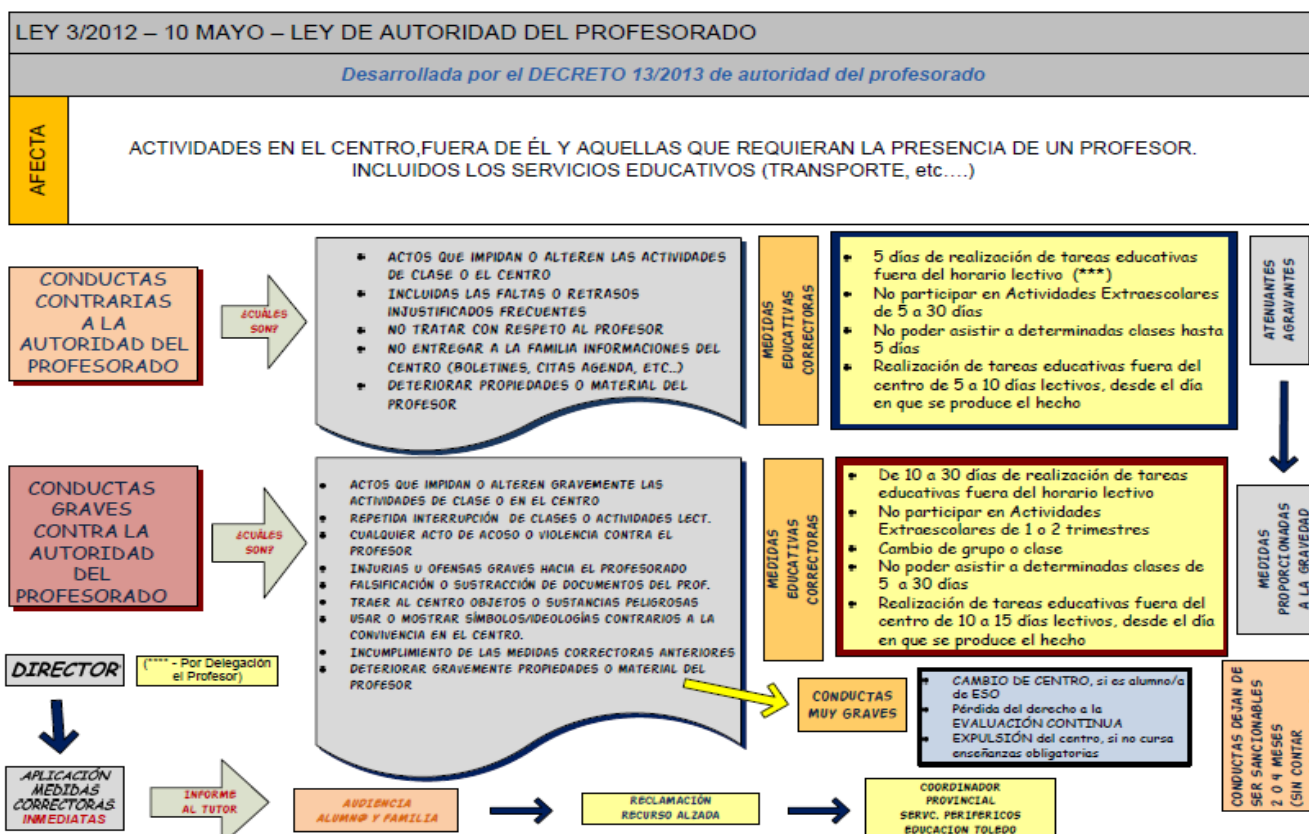 LEY 3/2012 – 10 MAYO – LEY DE AUTORIDAD DEL PROFESORADO
Desarrollada por el DECRETO 13/2013 de autoridad del profesorado
AFECTA
ACTIVIDADES EN EL CENTRO,FUERA DE ÉL Y AQUELLAS QUE REQUIERAN LA PRESENCIA DE UN PROFESOR.
INCLUIDOS LOS SERVICIOS EDUCATIVOS (TRANSPORTE, etc….)
CONDUCTAS
CONTRARIAS
A LA
AUTORIDAD DEL
PROFESORADO
¿CUÁLES
SON?
ACTOS QUE IMPIDAN O ALTEREN LAS ACTIVIDADES
DE CLASE O EL CENTRO
INCLUIDAS LAS FALTAS O RETRASOS
INJUSTIFICADOS FRECUENTES
NO TRATAR CON RESPETO AL PROFESOR
NO ENTREGAR A LA FAMILIA INFORMACIONES DEL
CENTRO (BOLETINES, CITAS AGENDA, ETC..)
DETERIORAR PROPIEDADES O MATERIAL DEL
PROFESOR
MEDIDAS
EDUCATIVAS
CORRECTORAS
5 días de realización de tareas educativas
fuera del horario lectivo (***)
No participar en Actividades Extraescolares
de 5 a 30 días
No poder asistir a determinadas clases hasta
5 días
Realización de tareas educativas fuera del
centro de 5 a 10 días lectivos, desde el día
en que se produce el hecho
ATENUANTES
AGRAVANTES
CONDUCTAS
GRAVES
CONTRA LA
AUTORIDAD
DEL
PROFESORADO
¿CUÁLES
SON?
ACTOS QUE IMPIDAN O ALTEREN GRAVEMENTE LAS
ACTIVIDADES DE CLASE O EN EL CENTRO
REPETIDA INTERRUPCIÓN DE CLASES O ACTIVIDADES LECT.
CUALQUIER ACTO DE ACOSO O VIOLENCIA CONTRA EL
PROFESOR
INJURIAS U OFENSAS GRAVES HACIA EL PROFESORADO
FALSIFICACIÓN O SUSTRACCIÓN DE DOCUMENTOS DEL PROF.
TRAER AL CENTRO OBJETOS O SUSTANCIAS PELIGROSAS
USAR O MOSTRAR SÍMBOLOS/IDEOLOGÍAS CONTRARIOS A LA
CONVIVENCIA EN EL CENTRO.
INCUMPLIMIENTO DE LAS MEDIDAS CORRECTORAS ANTERIORES
DETERIORAR GRAVEMENTE PROPIEDADES O MATERIAL DEL
PROFESOR
MEDIDAS
EDUCATIVAS
CORRECTORAS
De 10 a 30 días de realización de tareas
educativas fuera del horario lectivo
No participar en Actividades
Extraescolares de 1 o 2 trimestres
Cambio de grupo o clase
No poder asistir a determinadas clases de
5 a 30 días
Realización de tareas educativas fuera del
centro de 10 a 15 días lectivos, desde el día
en que se produce el hecho
MEDIDAS
PROPORCIONADAS
A LA GRAVEDAD
DIRECTOR
(**** - Por Delegación
el Profesor)
CONDUCTAS
MUY GRAVES
CAMBIO DE CENTRO, si es alumno/a
de ESO
Pérdida del derecho a la
EVALUACIÓN CONTINUA
EXPULSIÓN del centro, si no cursa
enseñanzas obligatorias
CONDUCTAS DEJAN DE
SER SANCIONABLES
2 O 4 MESES
(SIN CONTAR
APLICACIÓN
MEDIDAS
CORRECTORAS
INMEDIATAS
INFORME
AL TUTOR
AUDIENCIA
ALUMN@ Y FAMILIA
RECLAMACIÓN
RECURSO ALZADA
COORDINADOR
PROVINCIAL
SERVC. PERIFERICOS
EDUCACION TOLEDO